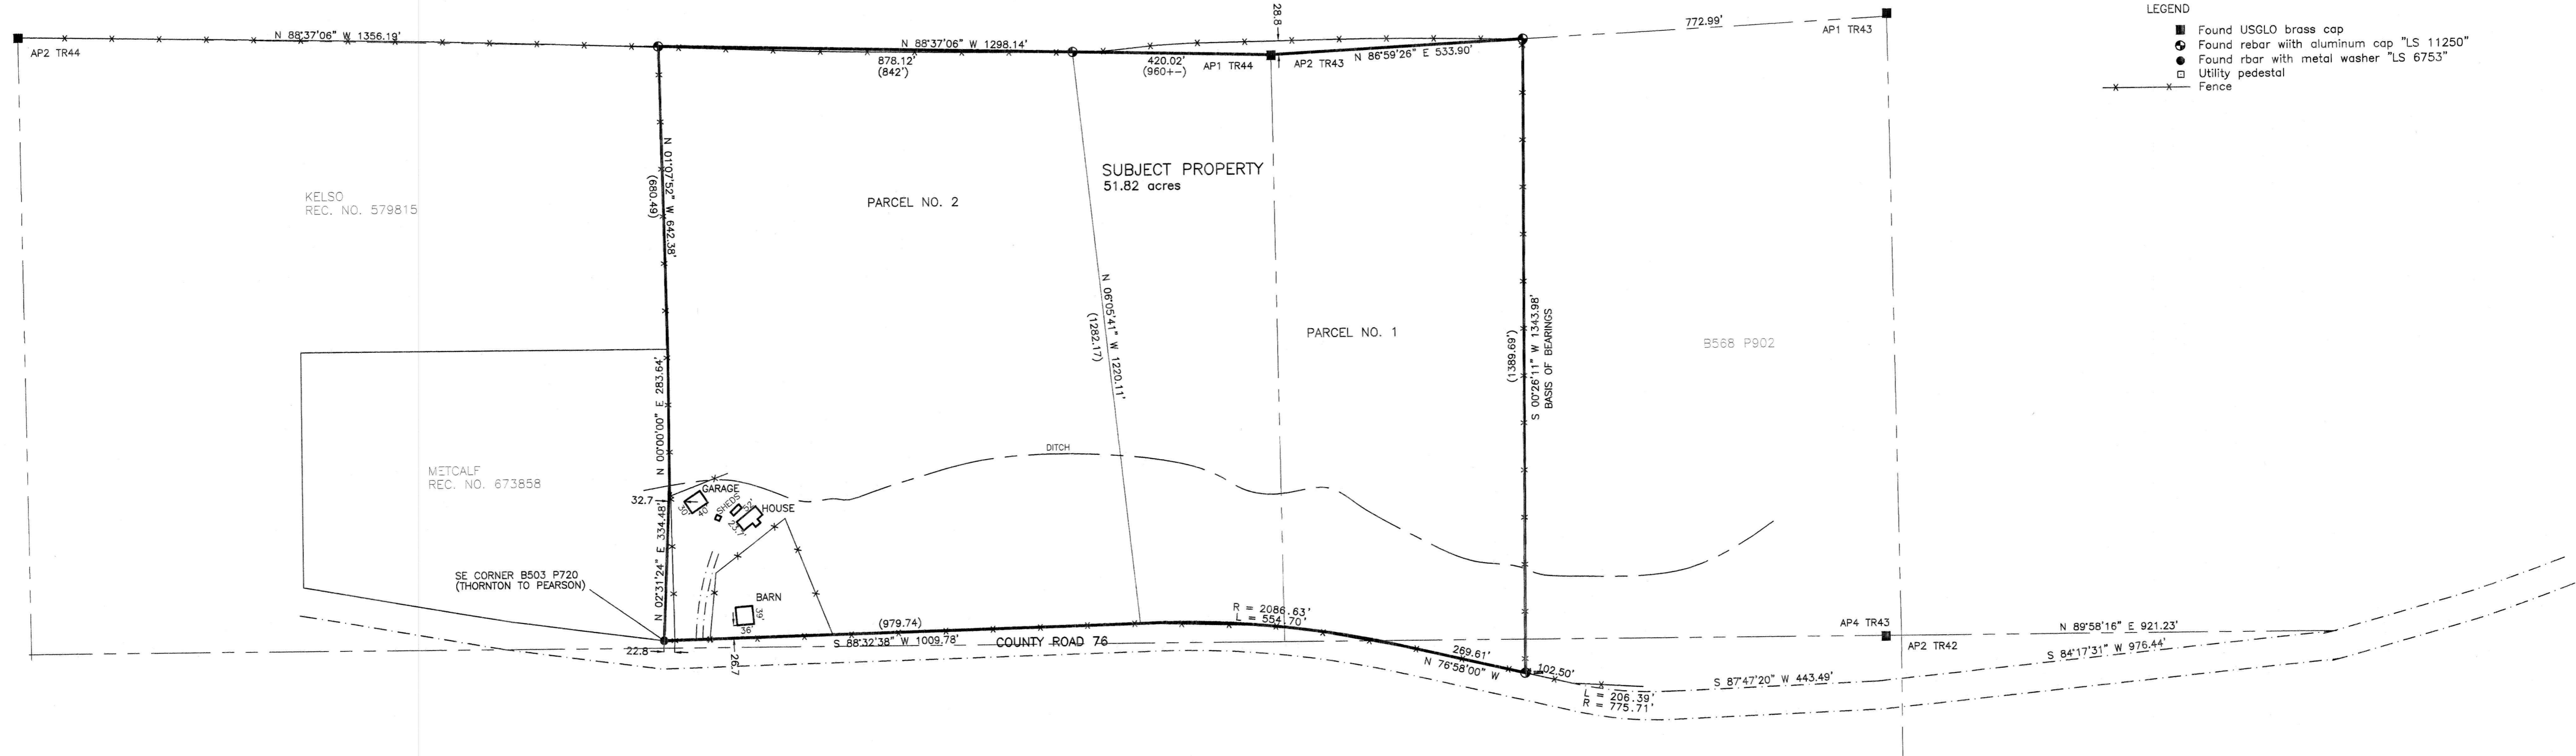 LEGEND
Found USGLO brass cap
Found rebar wiith aluminum cap "LS 11250"
Found rbar with metal washer "LS 6753"
Utility pedestal
Fence
AP2 TR44
N 88°37'06" W 1356.19'
N 88°37'06" W 1298.14'
878.12'
(842')
420.02'
(960+-)
AP1 TR44
28.8
AP2 TR43
N 86°59'26" E 533.90'
772.99'
AP1 TR43
KELSO
REC. NO. 579815
N 01°07'52" W 642.38'
(680.49)
PARCEL NO. 2
SUBJECT PROPERTY
51.82 acres
N 06°05'41" W 1220.11'
(1282.17)
PARCEL NO. 1
(1389.69')
S 00°26'11" W 1343.98'
BASIS OF BEARINGS
B568 P902
N 00°00'00" E 283.64'
METCALF
REC. NO. 673858
32.7
GARAGE
30'
40'
SHEDS
52'
23.7'
HOUSE
DITCH
N 02°31'24" E 334.48'
SE CORNER B503 P720
(THORNTON TO PEARSON)
BARN
39'
36'
22.8
26.7
(979.74)
S 88°32'38" W 1009.78'
COUNTY ROAD 76
R = 2086.63'
L = 554.70'
269.61'
N 76°58'00" W
102.50'
L = 206.39'
R = 775.71'
AP4 TR43
AP2 TR42
N 89°58'16" E 921.23'
S 87°47'20" W 443.49'
S 84°17'31" W 976.44'